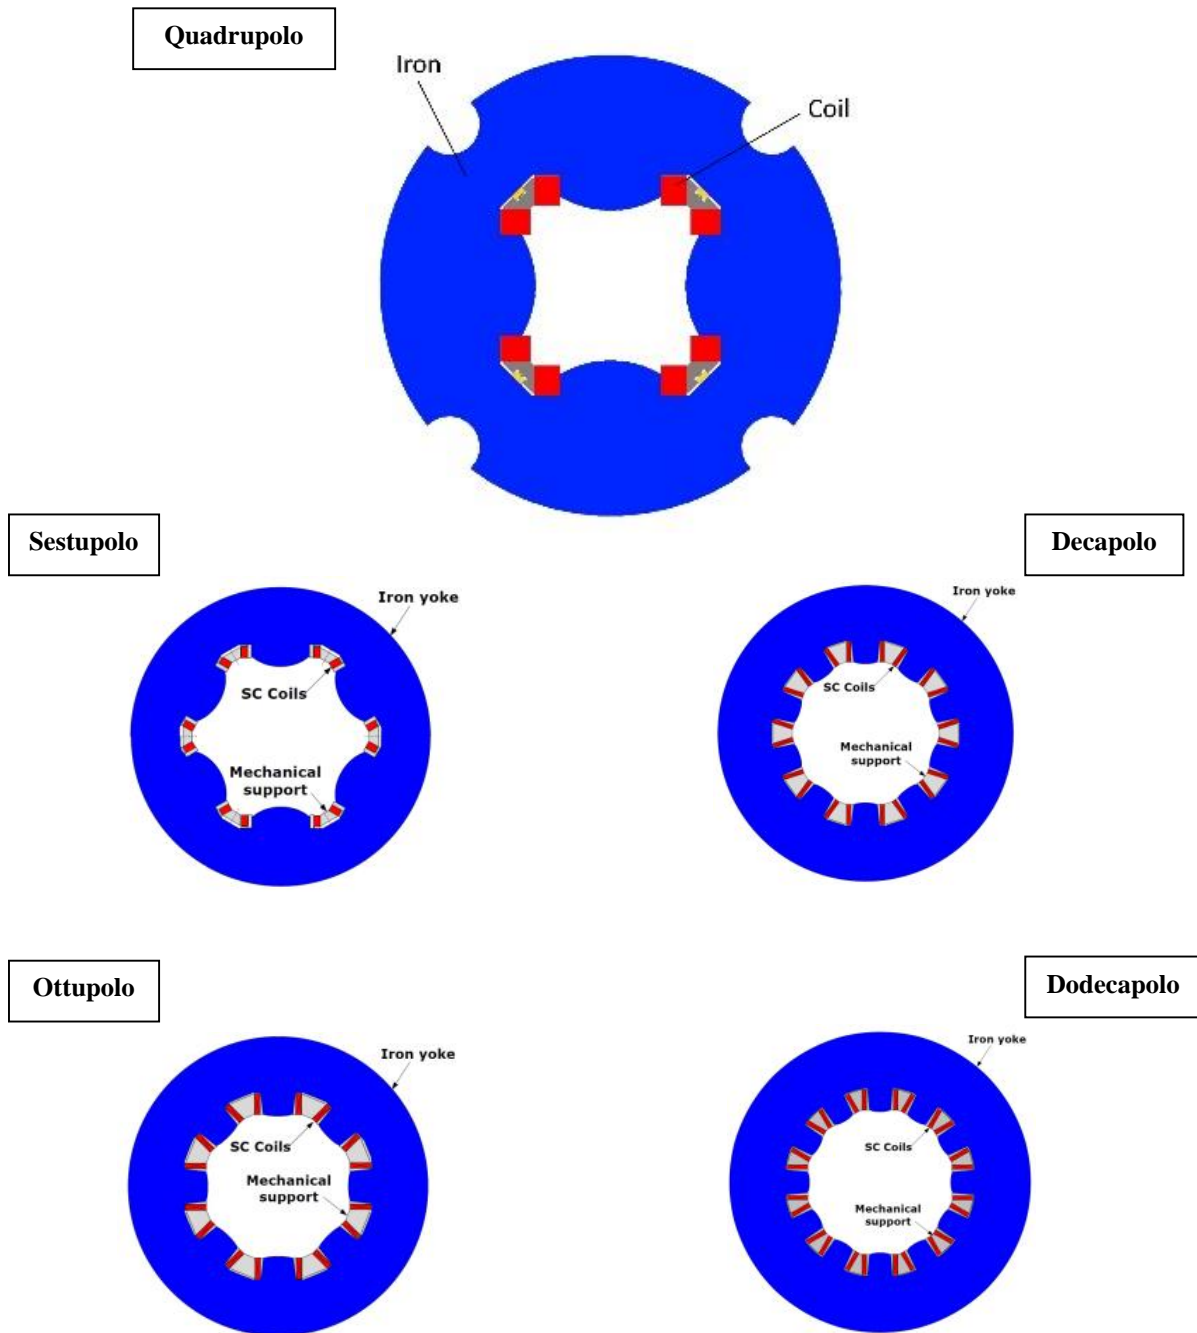 Quadrupolo
Iron
Coil
Sestupolo
Iron yoke
SC Coils
Mechanical
support
Decapolo
Iron yoke
SC Coils
Mechanical
support
Ottupolo
Iron yoke
SC Coils
Mechanical
support
Dodecapolo
Iron yoke
SC Coils
Mechanical
support